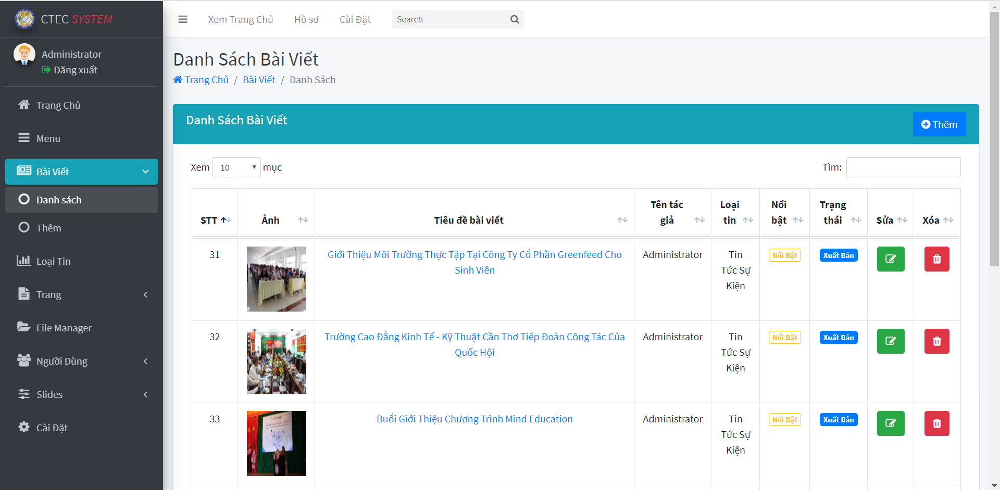 CTEC SYSTEM
Administrator
Đăng xuất
Trang Chủ
Menu
Bài Viết
Danh sách
Thêm
Loại Tin
Trang
File Manager
Người Dùng
Slides
Cài Đặt
Xem Trang Chủ Hồ sơ Cài Đặt Search
Danh Sách Bài Viết
Trang Chủ / Bài Viết / Danh Sách
Danh Sách Bài Viết
Thêm
Xem 10 mục
Tìm:
STT Ảnh Tiêu đề bài viết Tên tác giả Loại tin Nổi bật Trạng thái Sửa Xóa
31 Giới Thiệu Môi Trường Thực Tập Tại Công Ty Cổ Phần Greenfeed Cho Administrator Tin Nổi Bật Xuất Bản
Sinh Viên Tức Sự
Kiện
32 Trường Cao Đẳng Kinh Tế - Kỹ Thuật Cần Thơ Tiếp Đoàn Công Tác Của Administrator Tin Nổi Bật Xuất Bản
Quốc Hội Tức Sự
Kiện
33 Buổi Giới Thiệu Chương Trình Mind Education Administrator Tin Nổi Bật Xuất Bản
Tức Sự
Kiện